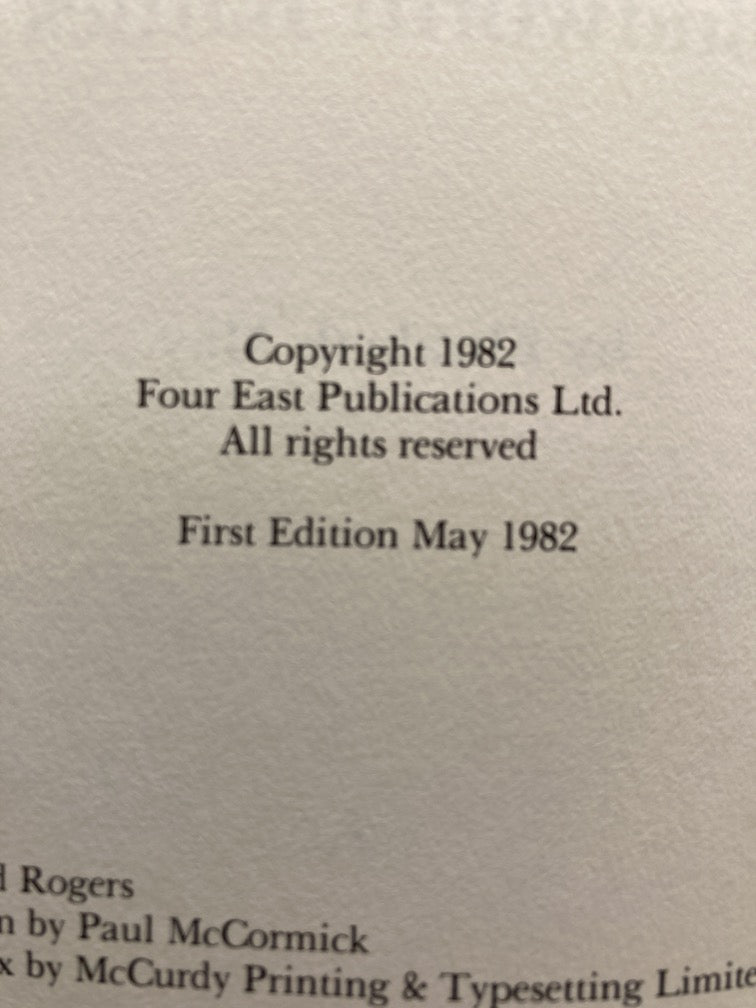 Copyright 1982
Four East Publications Ltd.
All rights reserved
First Edition May 1982
Rogers
by Paul McCormick
by McCurdy Printing & Typesetting